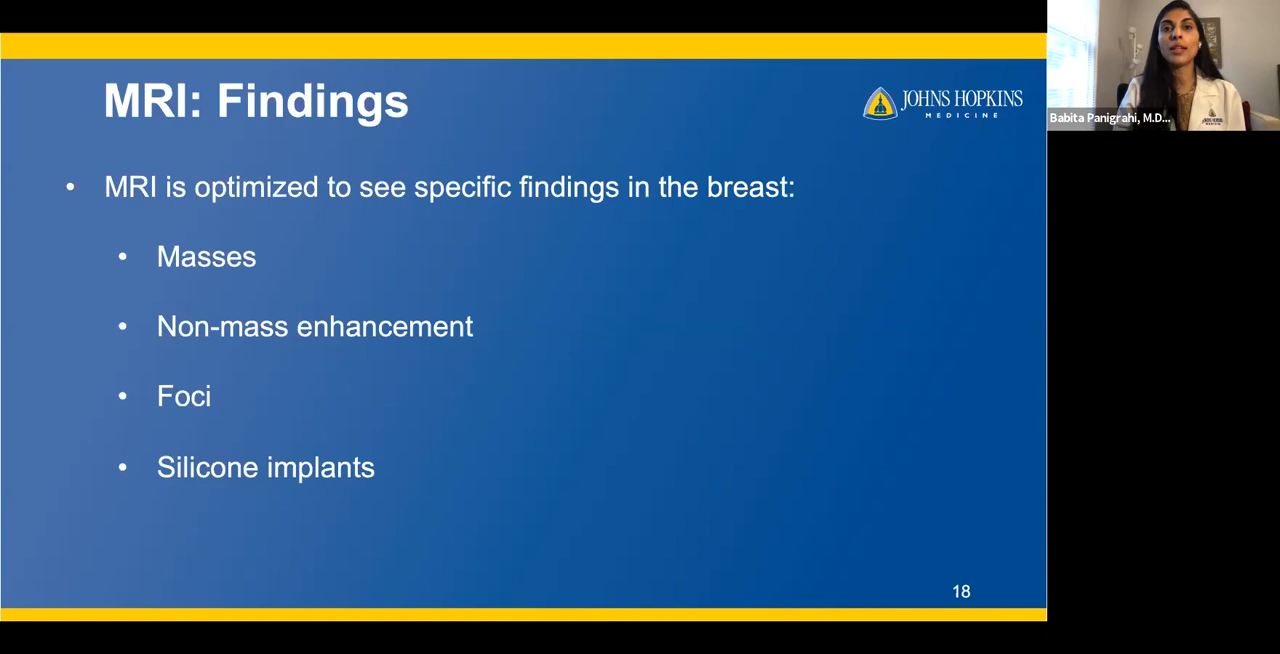 MRI: Findings
JOHNS HOPKINS
MEDICINE
Babita Panigrahi, M.D...
• MRI is optimized to see specific findings in the breast:
• Masses
• Non-mass enhancement
• Foci
• Silicone implants
18